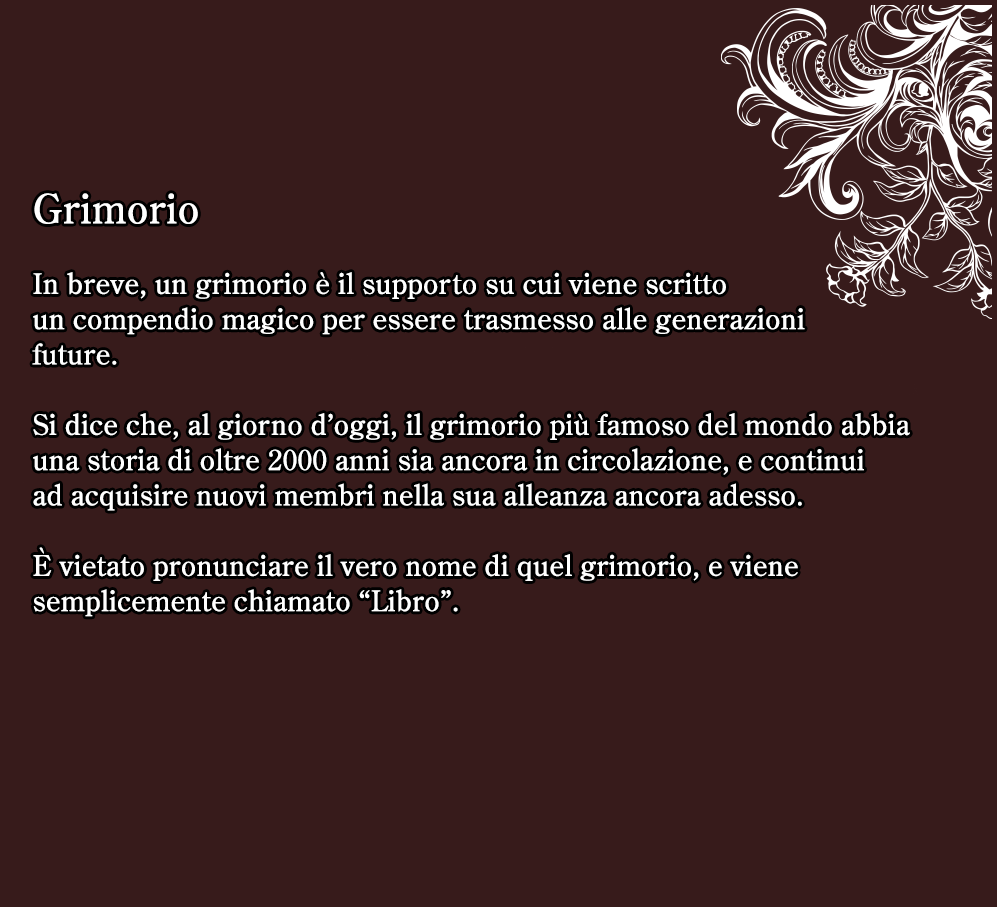 Grimorio
In breve, un grimorio è il supporto su cui viene scritto
un compendio magico per essere trasmesso alle generazioni
future.
Si dice che, al giorno d’oggi, il grimorio più famoso del mondo abbia
una storia di oltre 2000 anni sia ancora in circolazione, e continui
ad acquisire nuovi membri nella sua alleanza ancora adesso.
È vietato pronunciare il vero nome di quel grimorio, e viene
semplicemente chiamato “Libro”.